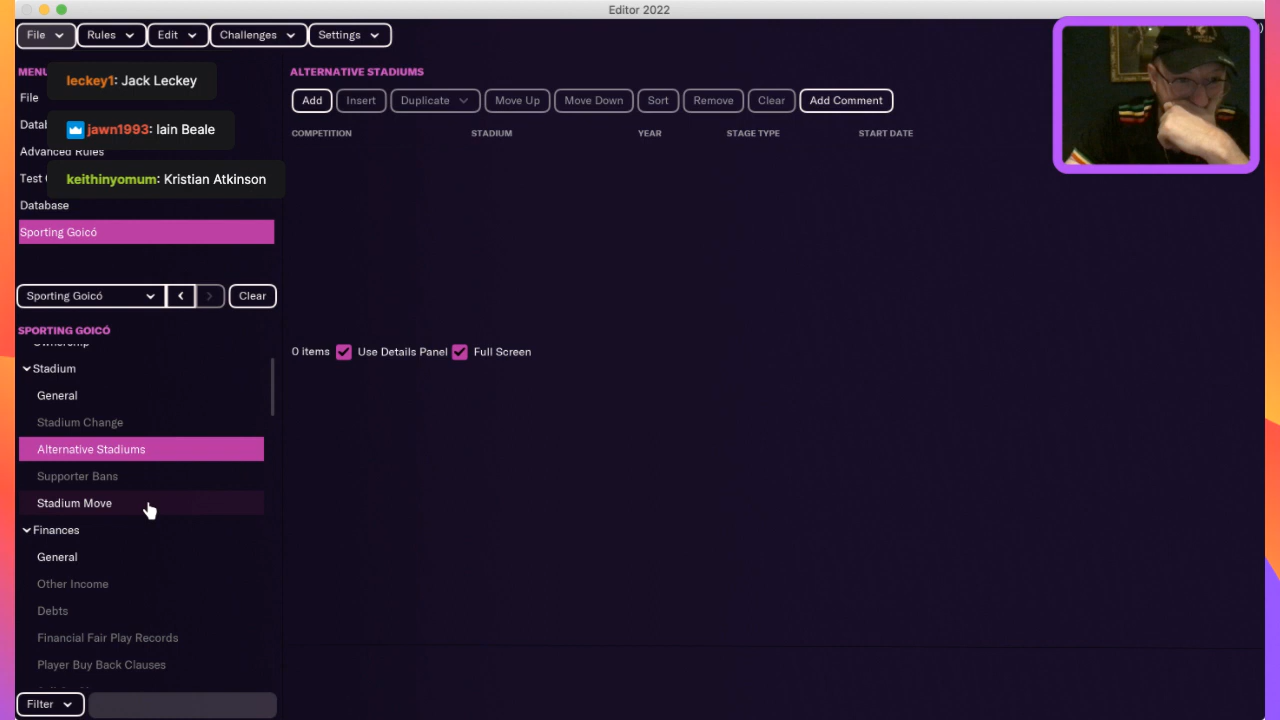 Editor 2022
File
Rules
Edit
Challenges
Settings
MENU
leckey1: Jack Leckey
File
jawn1993: Iain Beale
Advanced Rules
keithinyomum: Kristian Atkinson
Test
Database
Sporting Goicó
Sporting Goicó
Clear
SPORTING GOICÓ
Ownership
Stadium
General
Stadium Change
Alternative Stadiums
Supporter Bans
Stadium Move
Finances
General
Other Income
Debts
Financial Fair Play Records
Player Buy Back Clauses
Filter
ALTERNATIVE STADIUMS
Add
Insert
Duplicate
Move Up
Move Down
Sort
Remove
Clear
Add Comment
COMPETITION STADIUM YEAR STAGE TYPE START DATE
0 items Use Details Panel Full Screen